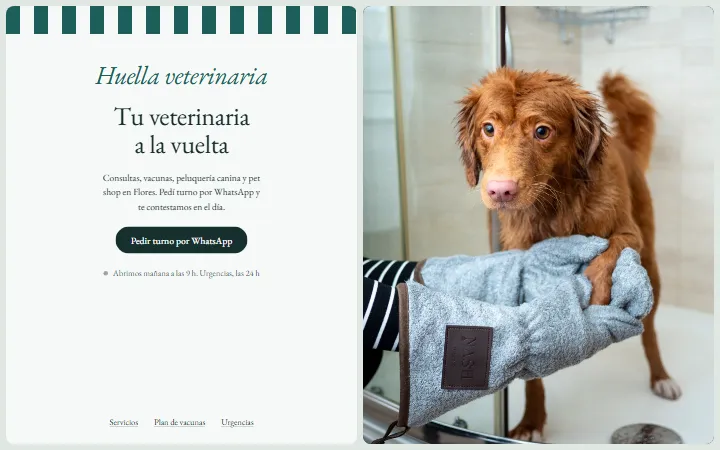 Huella veterinaria
Tu veterinaria
a la vuelta
Consultas, vacunas, peluquería canina y pet
shop en Flores. Pedí turno por WhatsApp y
te contestamos en el día.
Pedir turno por WhatsApp
Abrimos mañana a las 9 h. Urgencias, las 24 h
Servicios
Plan de vacunas
Urgencias